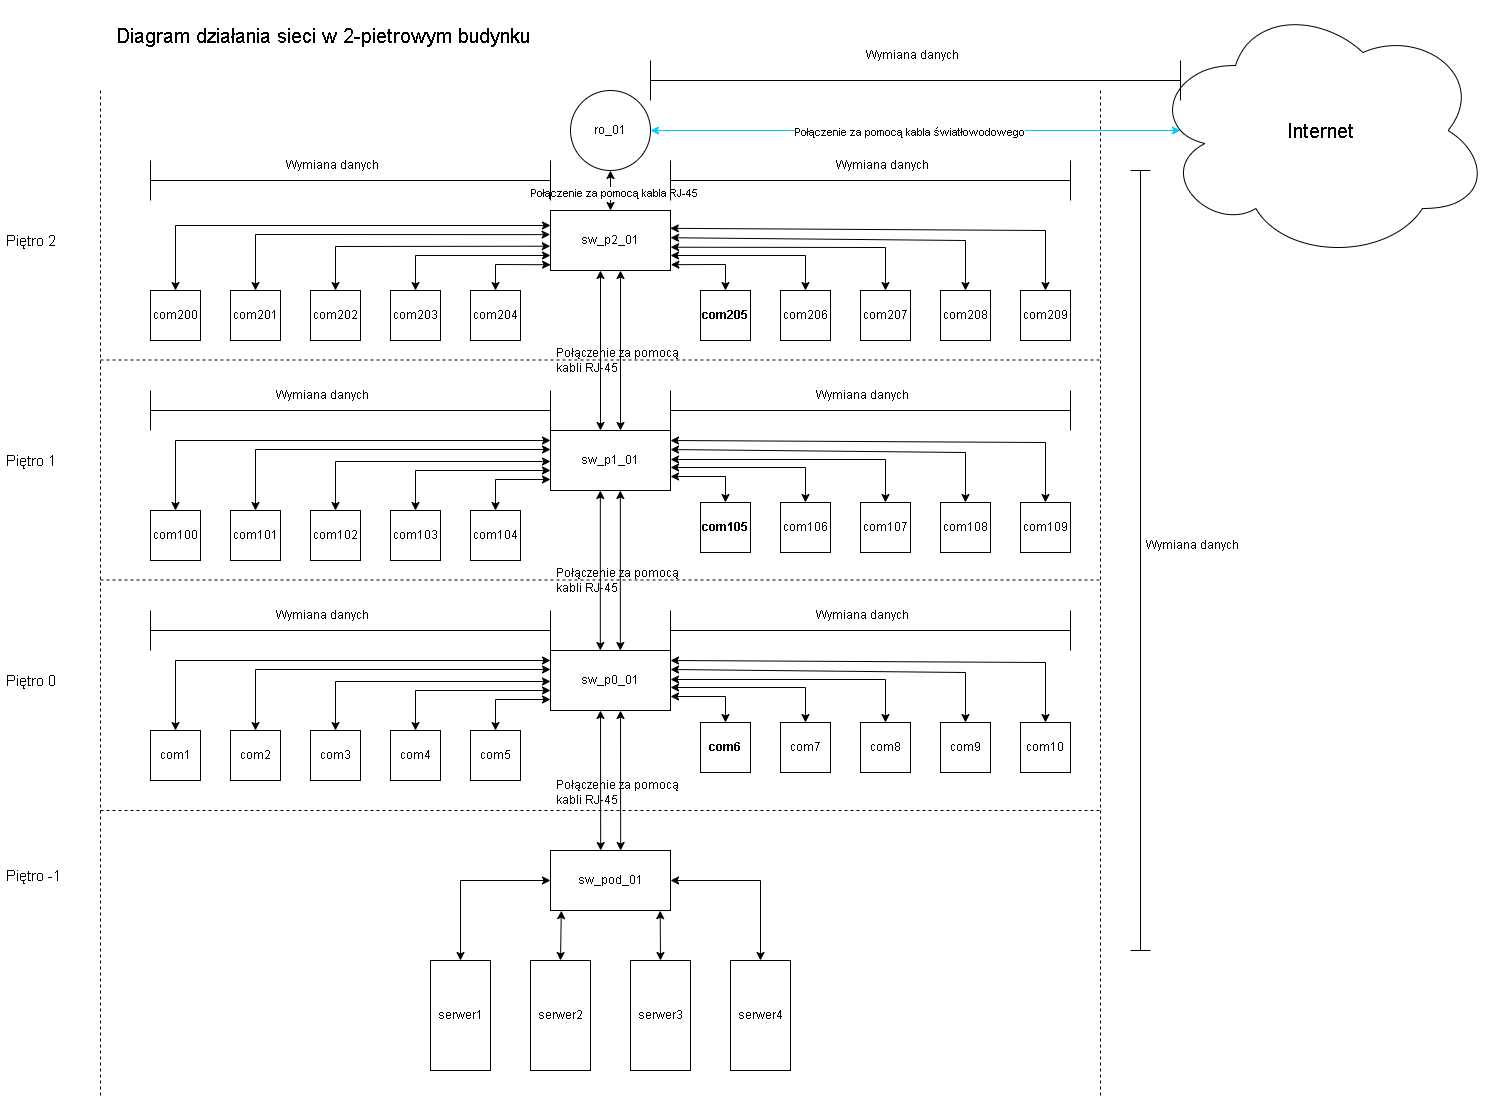 Diagram działania sieci w 2-pietrowym budynku
Wymiana danych
ro_01
Połączenie za pomocą kabla światłowodowego
Internet
Wymiana danych
Wymiana danych
Połączenie za pomocą kabla RJ-45
Piętro 2
sw_p2_01
com200
com201
com202
com203
com204
com205
com206
com207
com208
com209
Połączenie za pomocą
kabli RJ-45
Wymiana danych
Wymiana danych
Piętro 1
sw_p1_01
com100
com101
com102
com103
com104
com105
com106
com107
com108
com109
Wymiana danych
Połączenie za pomocą
kabli RJ-45
Wymiana danych
Wymiana danych
Piętro 0
sw_p0_01
com1
com2
com3
com4
com5
com6
com7
com8
com9
com10
Połączenie za pomocą
kabli RJ-45
Piętro -1
sw_pod_01
serwer1
serwer2
serwer3
serwer4